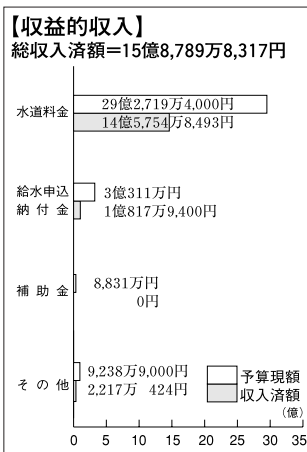 【収益的収入】
総収入済額＝15億8,789万8,317円
水道料金
29億2,719万4,000円
14億5,754万8,493円
給水申込
納付金
3億311万円
1億817万9,400円
補助金
8,831万円
0円
その他
9,238万9,000円
2,217万 424円
予算現額
収入済額
(億)
0 5 10 15 20 25 30 35